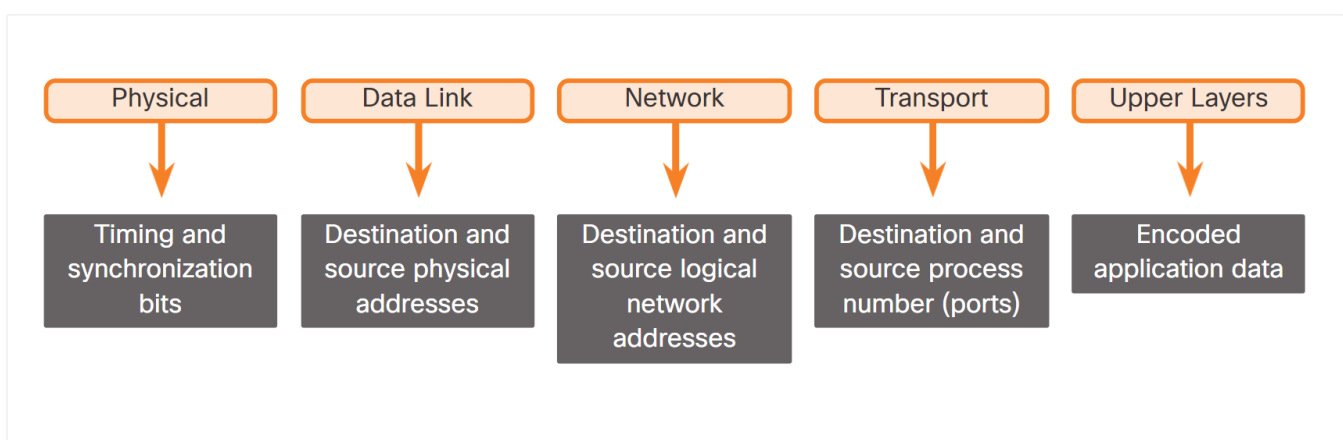 Physical
Data Link
Network
Transport
Upper Layers
Timing and
synchronization
bits
Destination and
source physical
addresses
Destination and
source logical
network
addresses
Destination and
source process
number (ports)
Encoded
application data